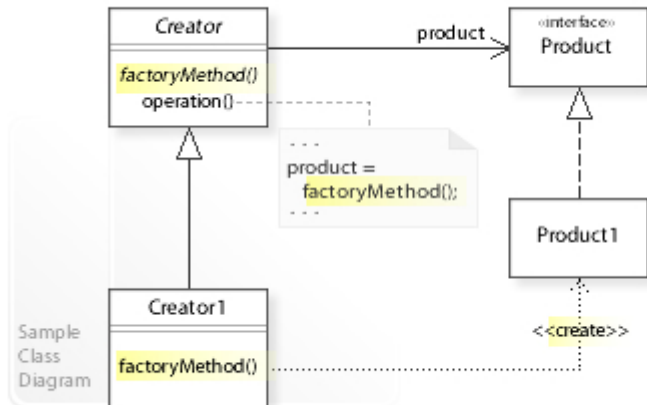 Creator
factoryMethod()
operation()
product
«interface»
Product
. . .
product =
factoryMethod();
. . .
Product1
Creator1
factoryMethod()
<<create>>
Sample
Class
Diagram